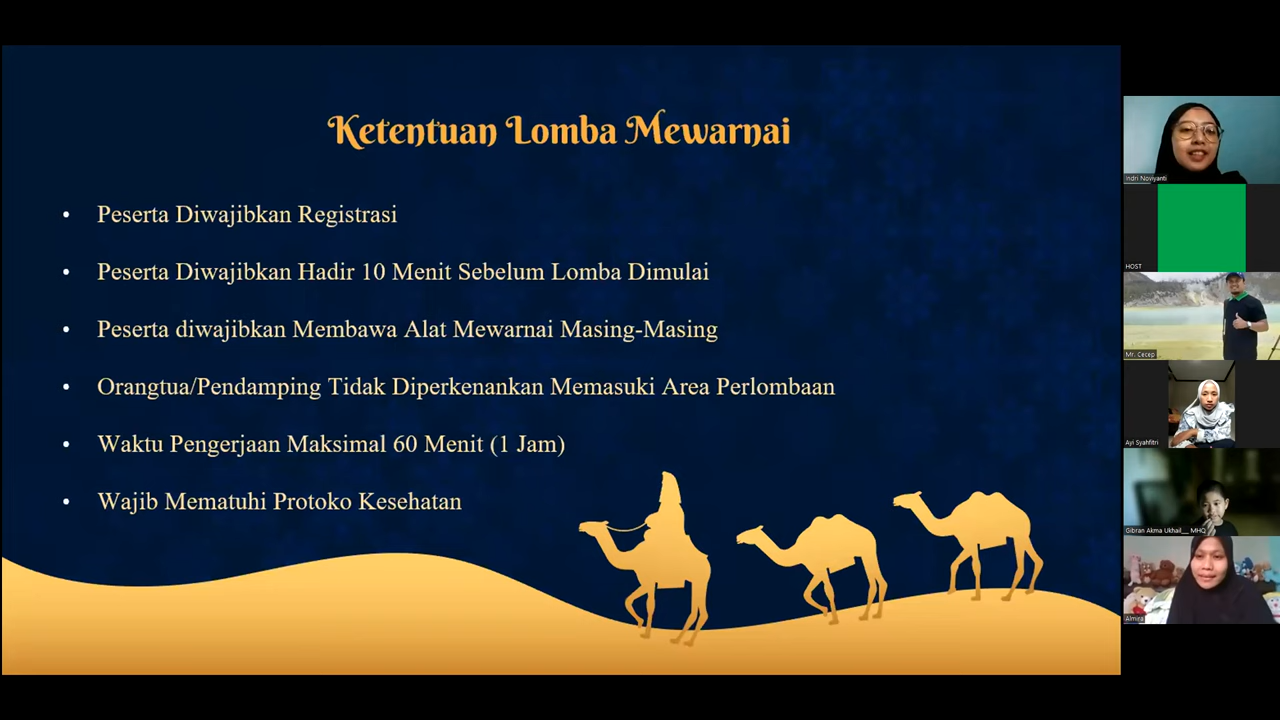 Ketentuan Lomba Mewarnai
• Peserta Diwajibkan Registrasi
• Peserta Diwajibkan Hadir 10 Menit Sebelum Lomba Dimulai
• Peserta diwajibkan Membawa Alat Mewarnai Masing-Masing
• Orangtua/Pendamping Tidak Diperkenankan Memasuki Area Perlombaan
• Waktu Pengerjaan Maksimal 60 Menit (1 Jam)
• Wajib Mematuhi Protoko Kesehatan
Indri Noviyanti
HOST
Mr. Cecep
Ayi Syahfitri
Gibran Akma Ukhail__ MHQ
Almira